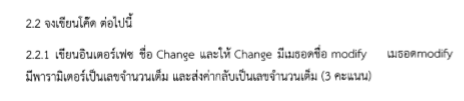 2.2 จงเขียนโค๊ด ต่อไปนี้
2.2.1 เขียนอินเตอร์เฟซ ชื่อ Change และให้ Change มีเมธอดชื่อ modify เมธอดmodify
มีพารามิเตอร์เป็นเลขจำนวนเต็ม และส่งค่ากลับเป็นเลขจำนวนเต็ม (3 คะแนน)